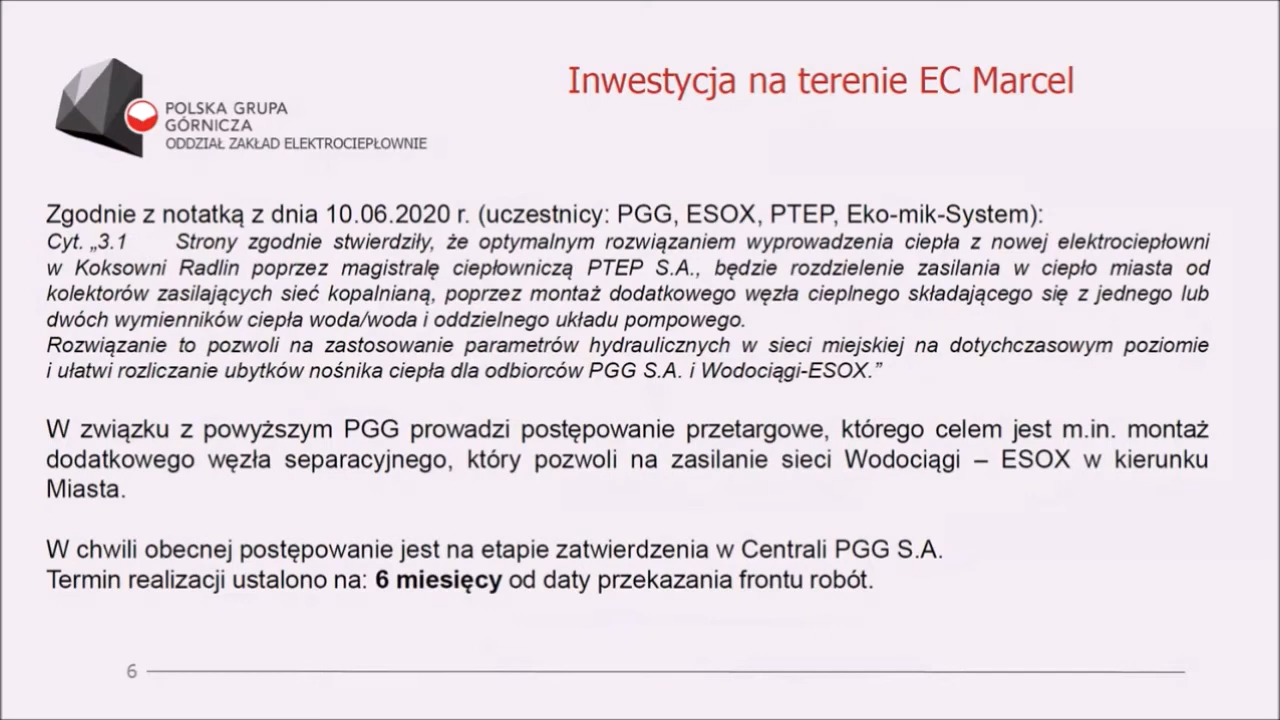 Inwestycja na terenie EC Marcel
POLSKA GRUPA
GÓRNICZA
ODDZIAŁ ZAKŁAD ELEKTROCIEPŁOWNIE
Zgodnie z notatką z dnia 10.06.2020 r. (uczestnicy: PGG, ESOX, PTEP, Eko-mik-System):
Cyt. „3.1 Strony zgodnie stwierdziły, że optymalnym rozwiązaniem wyprowadzenia ciepła z nowej elektrociepłowni
w Koksowni Radlin poprzez magistralę ciepłowniczą PTEP S.A., będzie rozdzielenie zasilania w ciepło miasta od
kolektorów zasilających sieć kopalnianą, poprzez montaż dodatkowego węzła cieplnego składającego się z jednego lub
dwóch wymienników ciepła woda/woda i oddzielnego układu pompowego.
Rozwiązanie to pozwoli na zastosowanie parametrów hydraulicznych w sieci miejskiej na dotychczasowym poziomie
i ułatwi rozliczanie ubytków nośnika ciepła dla odbiorców PGG S.A. i Wodociągi-ESOX.”
W związku z powyższym PGG prowadzi postępowanie przetargowe, którego celem jest m.in. montaż
dodatkowego węzła separacyjnego, który pozwoli na zasilanie sieci Wodociągi – ESOX w kierunku
Miasta.
W chwili obecnej postępowanie jest na etapie zatwierdzenia w Centrali PGG S.A.
Termin realizacji ustalono na: 6 miesięcy od daty przekazania frontu robót.
6